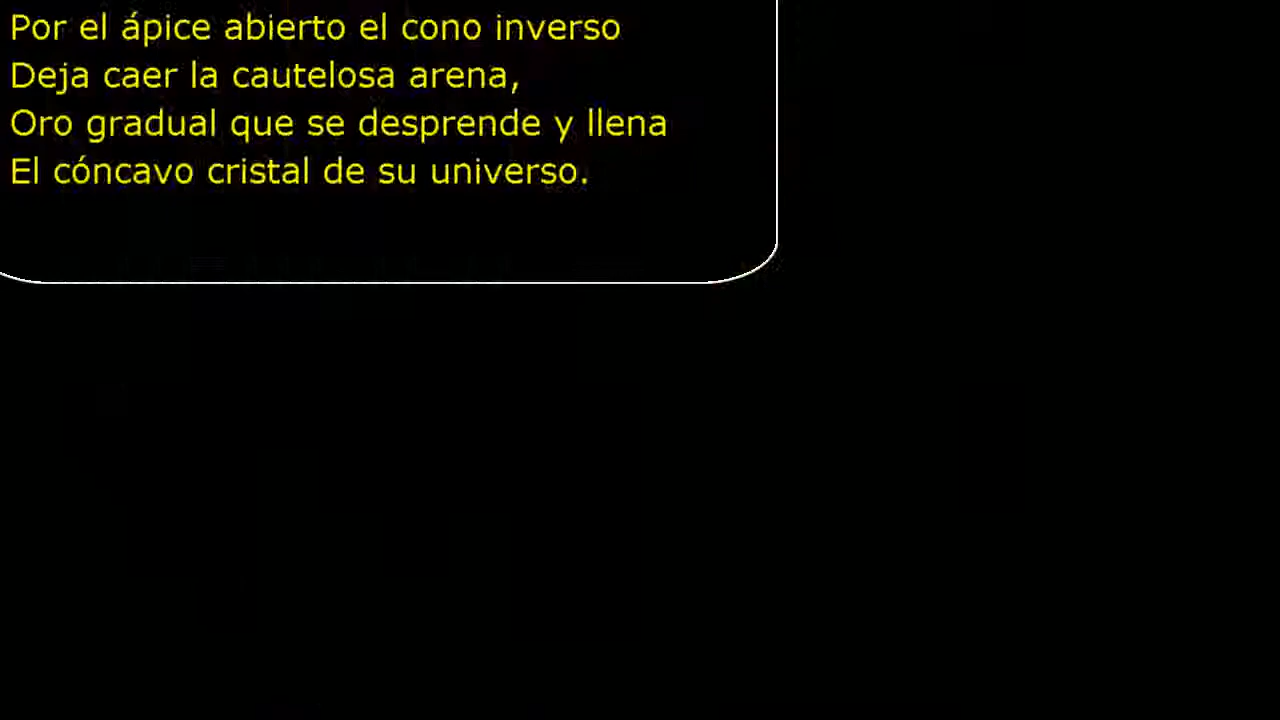 Por el ápice abierto el cono inverso
Deja caer la cautelosa arena,
Oro gradual que se desprende y llena
El cóncavo cristal de su universo.